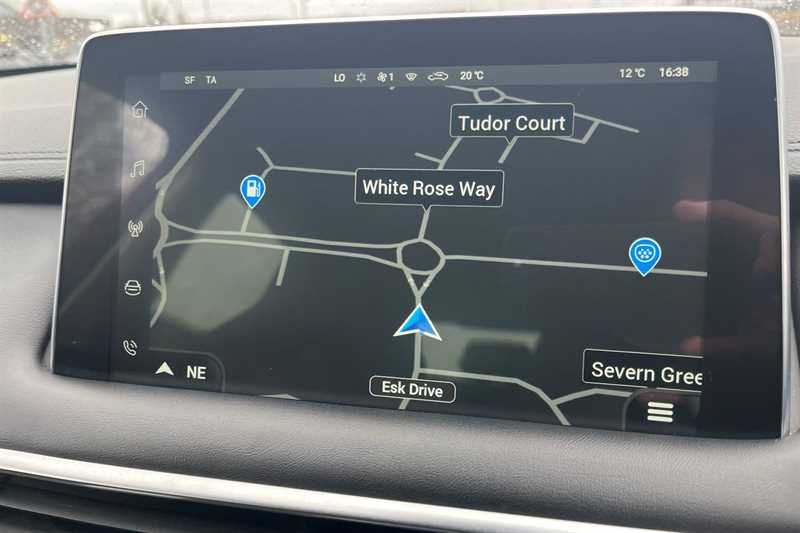 SF TA LO 1 20°C 12°C 16:38
Tudor Court
White Rose Way
NE
Esk Drive
Severn Gree